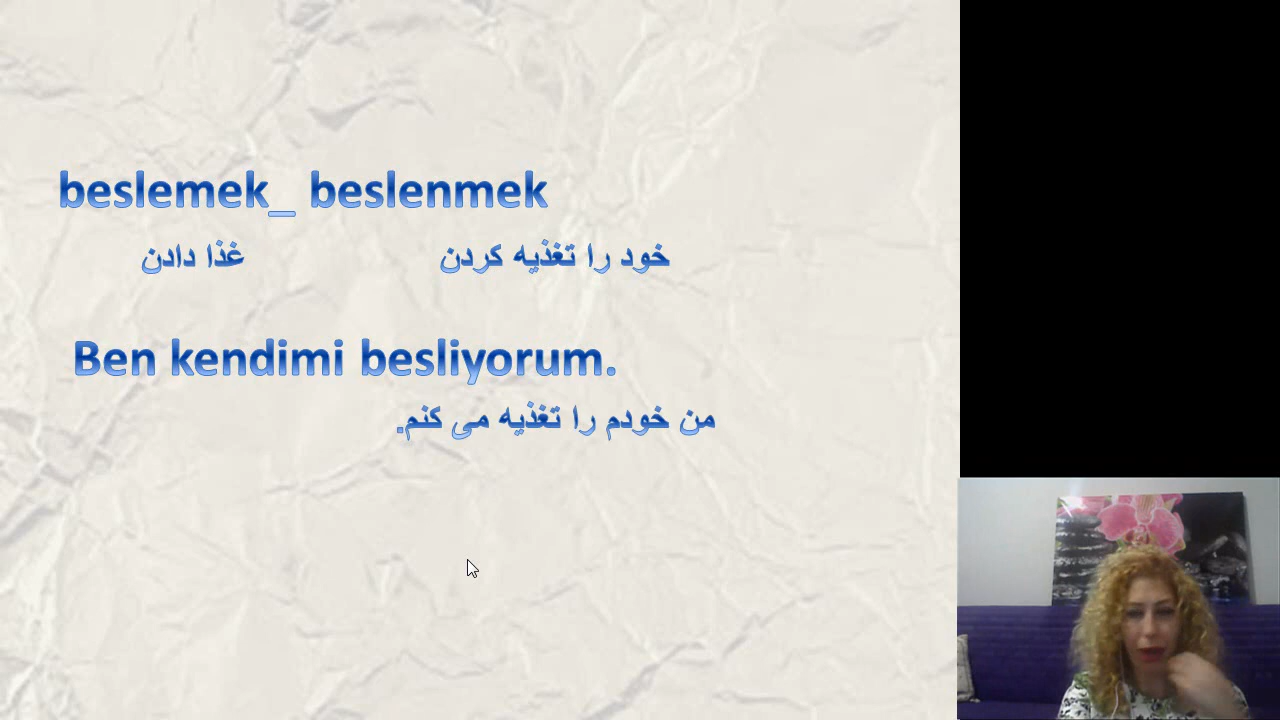 beslemek_ beslenmek
غذا دادن خود را تغذیه کردن
Ben kendimi besliyorum.
من خودم را تغذیه می کنم.